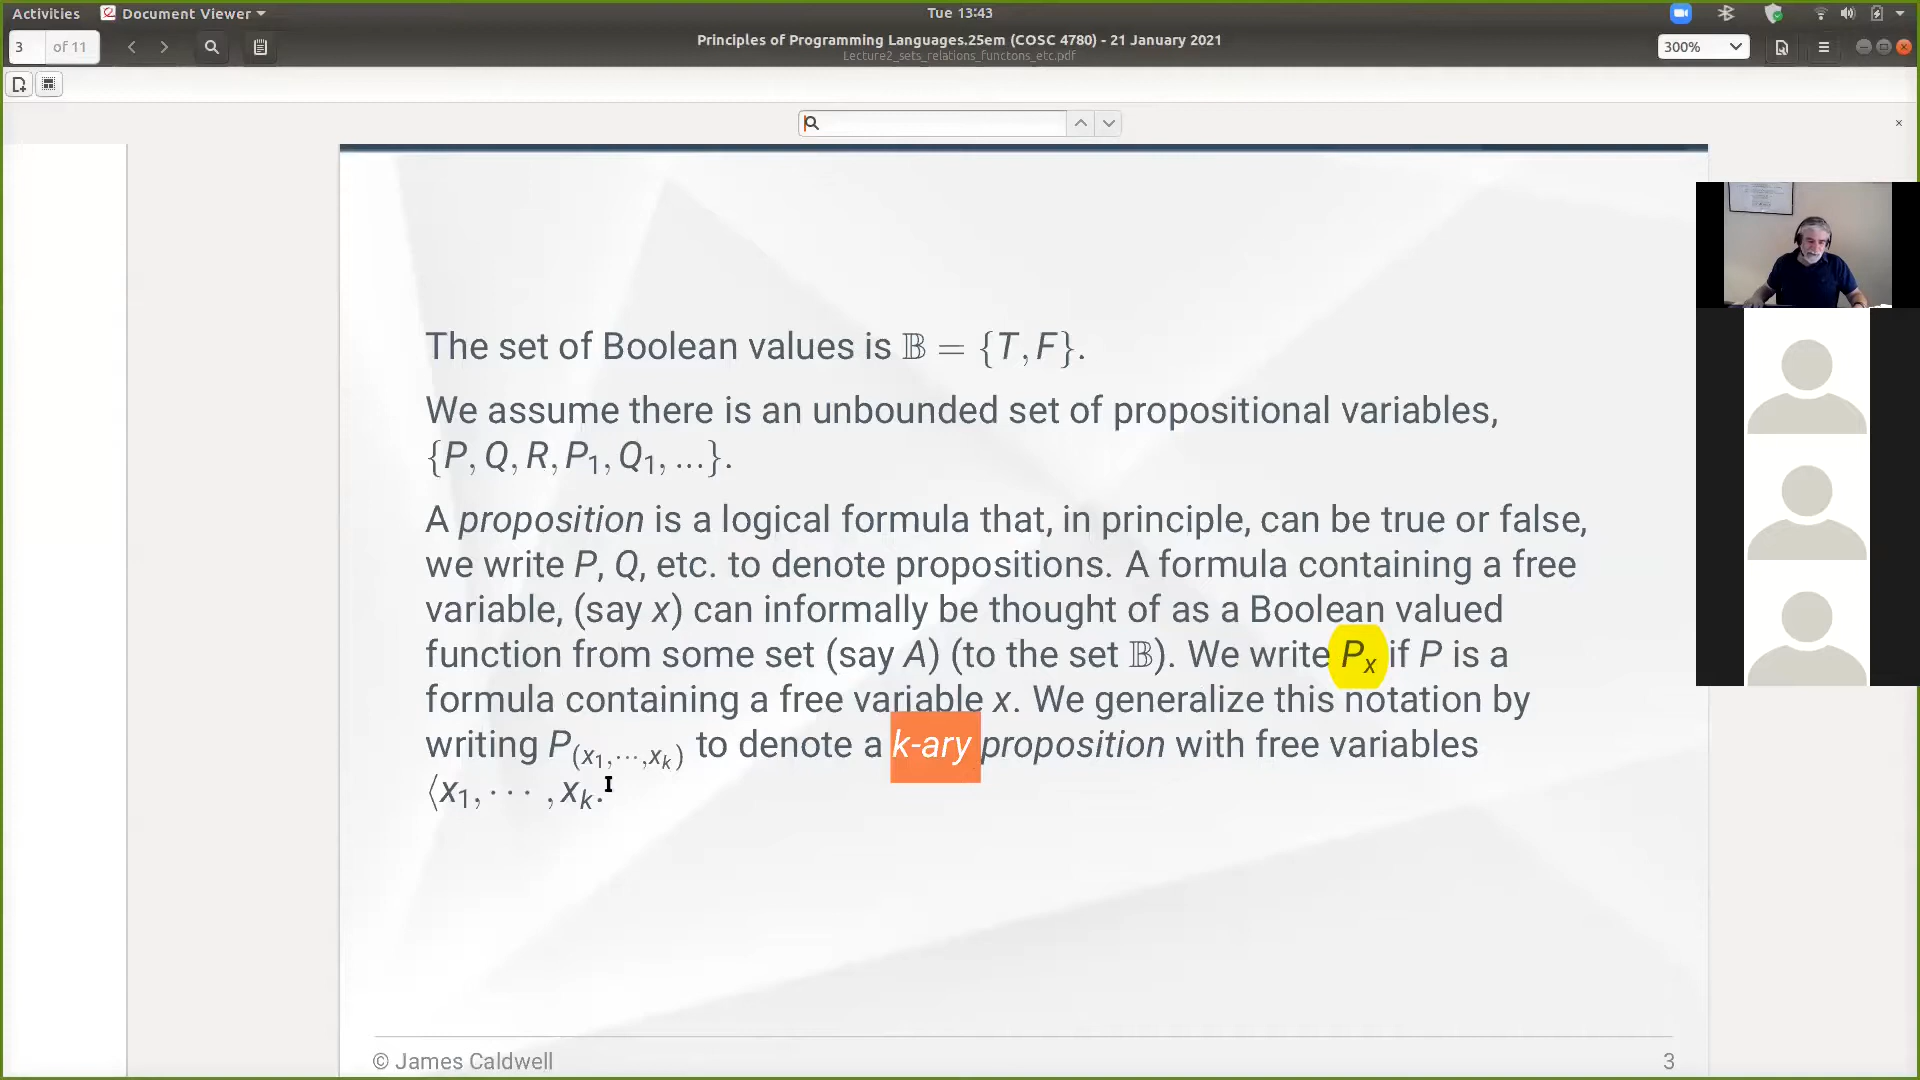 Activities Document Viewer Tue 13:43
3 of 11 Principles of Programming Languages.25em (COSC 4780) - 21 January 2021 300%
Lecture2_sets_relations_functons_etc.pdf
The set of Boolean values is 𝔹 = {T, F}.
We assume there is an unbounded set of propositional variables,
{P, Q, R, P₁, Q₁, ...}.
A proposition is a logical formula that, in principle, can be true or false,
we write P, Q, etc. to denote propositions. A formula containing a free
variable, (say x) can informally be thought of as a Boolean valued
function from some set (say A) (to the set 𝔹). We write Pₓ if P is a
formula containing a free variable x. We generalize this notation by
writing P₍ₓ₁,⋯,ₓₖ₎ to denote a k-ary proposition with free variables
⟨x₁, ⋯ , xₖ.
© James Caldwell 3